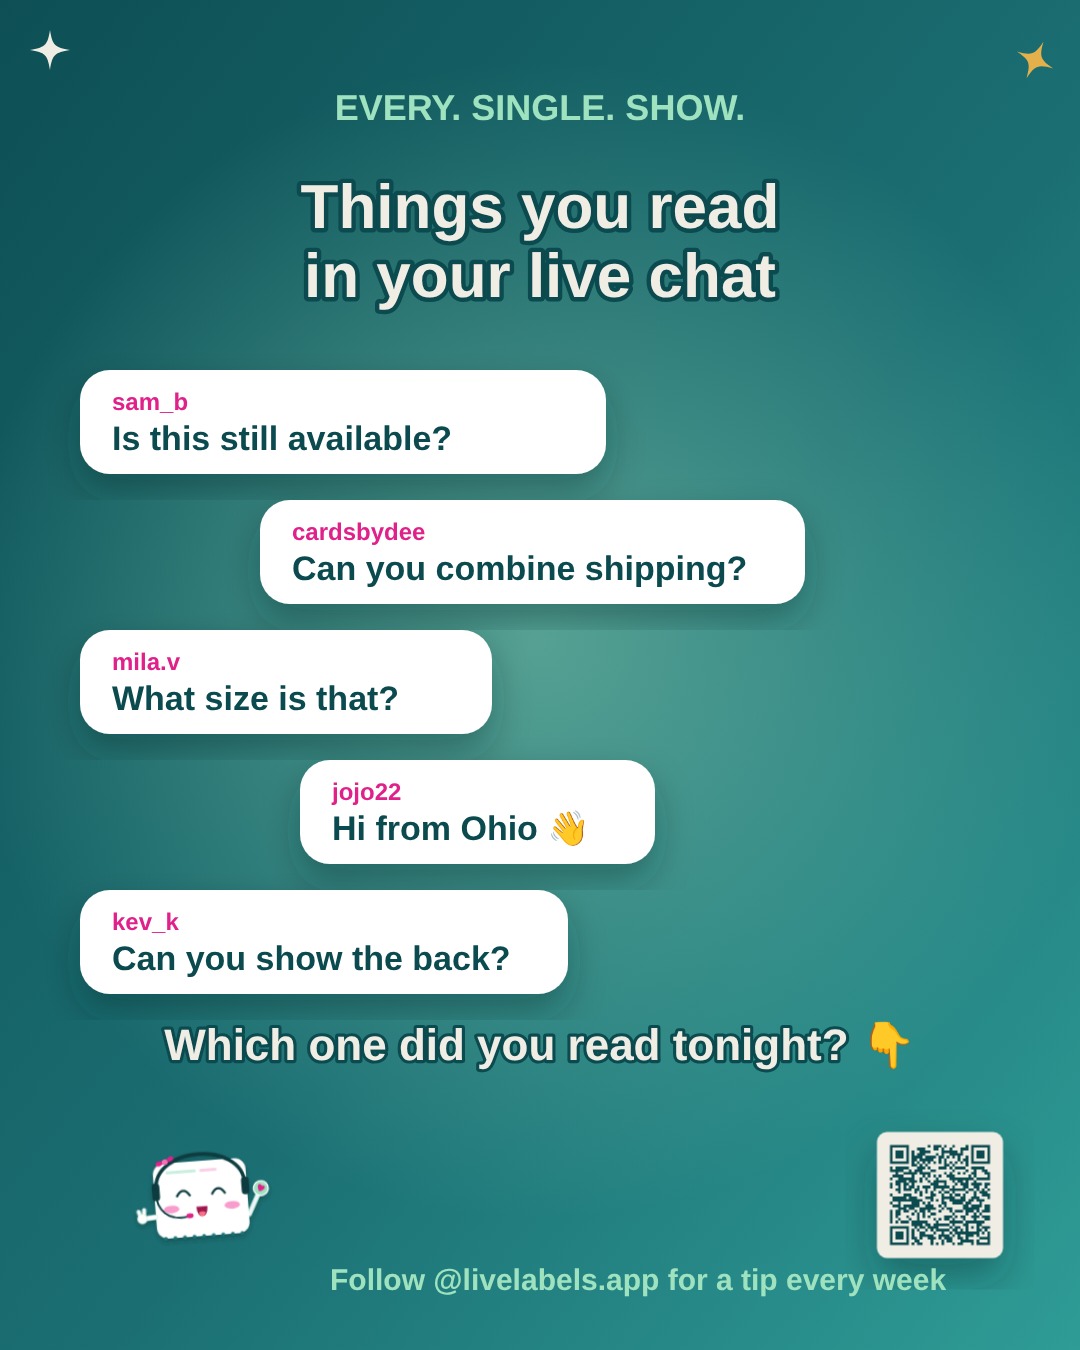 EVERY. SINGLE. SHOW.
Things you read
in your live chat
sam_b
Is this still available?
cardsbydee
Can you combine shipping?
mila.v
What size is that?
jojo22
Hi from Ohio 👋
kev_k
Can you show the back?
Which one did you read tonight? 👇
Follow @livelabels.app for a tip every week